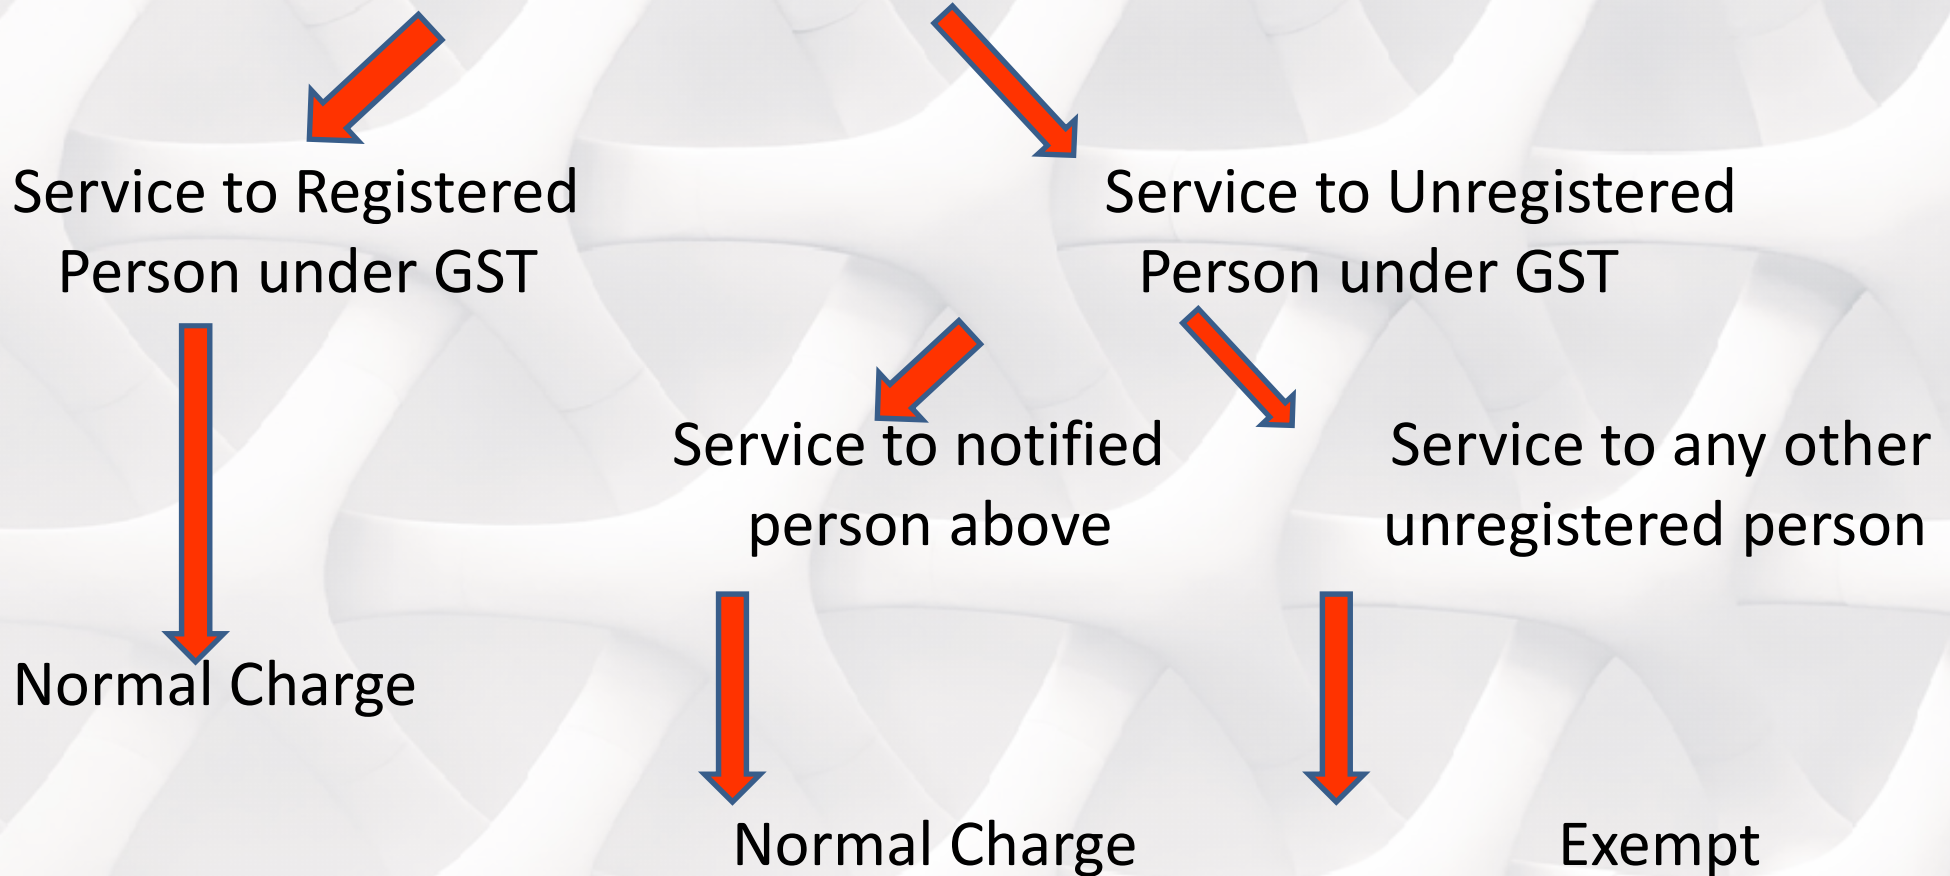 Service to Registered
Person under GST
Service to Unregistered
Person under GST
Service to notified
person above
Service to any other
unregistered person
Normal Charge
Normal Charge
Exempt